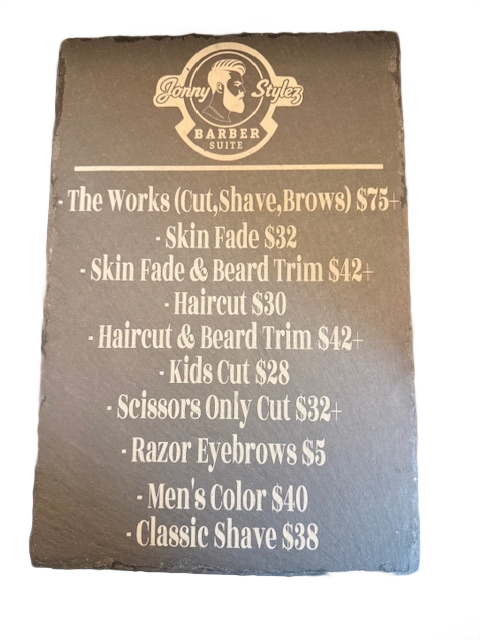 Jonny Stylez
BARBER
SUITE
- The Works (Cut,Shave,Brows) $75+
- Skin Fade $32
- Skin Fade & Beard Trim $42+
- Haircut $30
- Haircut & Beard Trim $42+
- Kids Cut $28
- Scissors Only Cut $32+
- Razor Eyebrows $5
- Men's Color $40
- Classic Shave $38